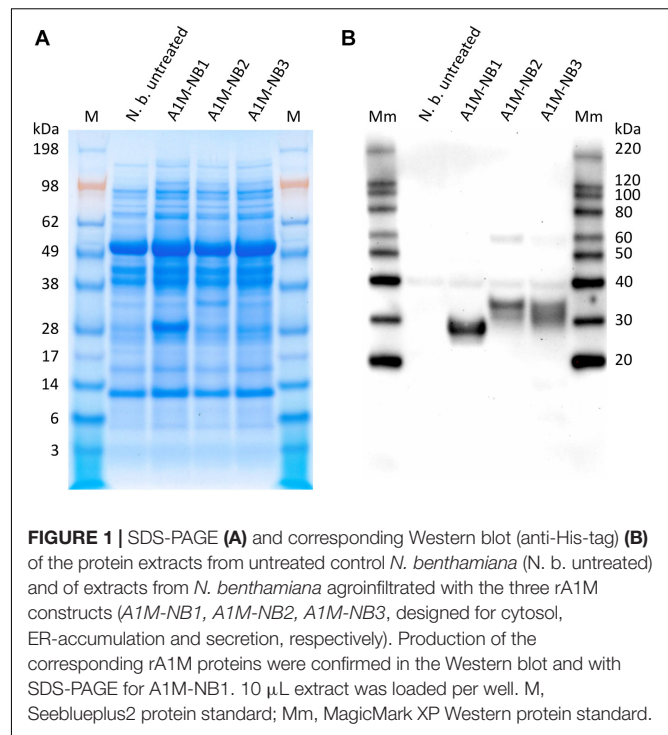 A
N. b. untreated
A1M-NB1
A1M-NB2
A1M-NB3
M
M
kDa
198
98
62
49
38
28
17
14
6
3
B
N. b. untreated
A1M-NB1
A1M-NB2
A1M-NB3
Mm
Mm
kDa
220
120
100
80
60
50
40
30
20
FIGURE 1 | SDS-PAGE (A) and corresponding Western blot (anti-His-tag) (B)
of the protein extracts from untreated control N. benthamiana (N. b. untreated)
and of extracts from N. benthamiana agroinfiltrated with the three rA1M
constructs (A1M-NB1, A1M-NB2, A1M-NB3, designed for cytosol,
ER-accumulation and secretion, respectively). Production of the
corresponding rA1M proteins were confirmed in the Western blot and with
SDS-PAGE for A1M-NB1. 10 μL extract was loaded per well. M,
Seeblueplus2 protein standard; Mm, MagicMark XP Western protein standard.